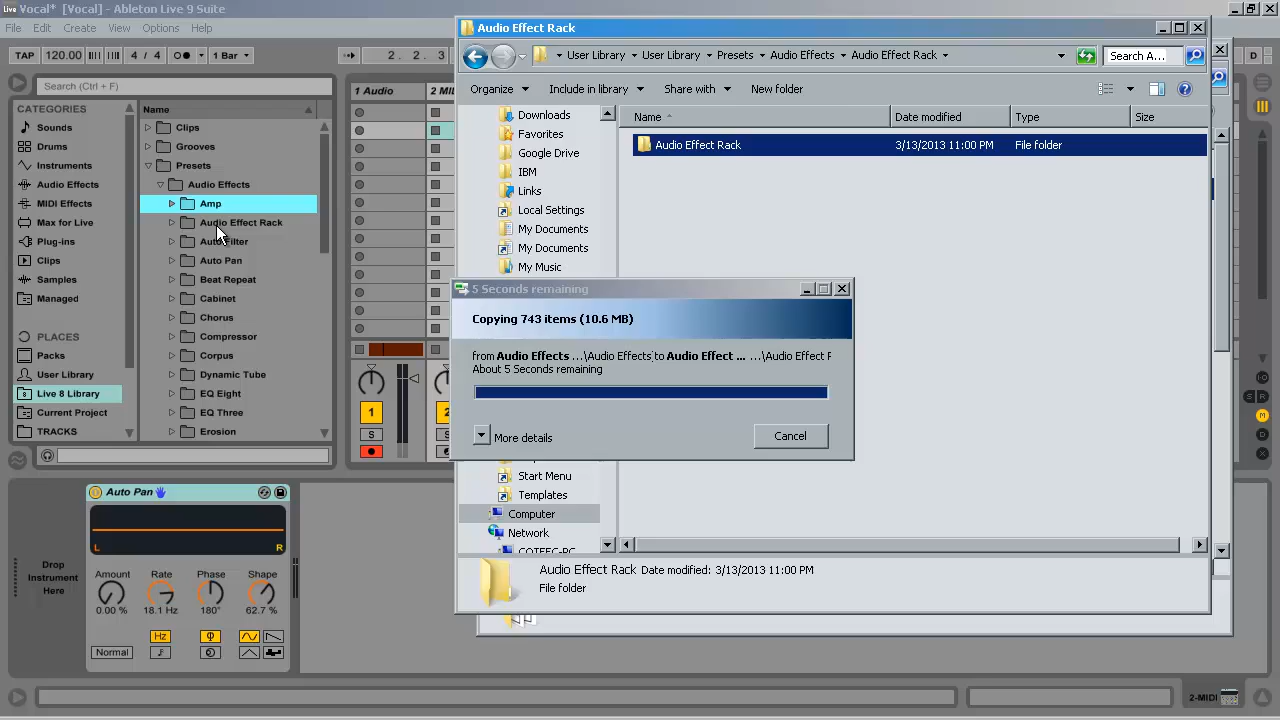 Live Vocal* [Vocal] - Ableton Live 9 Suite
File Edit Create View Options Help
TAP 120.00 4 / 4 1 Bar 2. 2. 3 D
Search (Ctrl + F)
CATEGORIES
Sounds
Drums
Instruments
Audio Effects
MIDI Effects
Max for Live
Plug-ins
Clips
Samples
Managed
PLACES
Packs
User Library
Live 8 Library
Current Project
TRACKS
Name
Clips
Grooves
Presets
Audio Effects
Amp
Audio Effect Rack
Auto Filter
Auto Pan
Beat Repeat
Cabinet
Chorus
Compressor
Corpus
Dynamic Tube
EQ Eight
EQ Three
Erosion
1 Audio 2 MI
1 2
S
Audio Effect Rack
User Library User Library Presets Audio Effects Audio Effect Rack Search A...
Organize Include in library Share with New folder
Downloads
Favorites
Google Drive
IBM
Links
Local Settings
My Documents
My Documents
My Music
Start Menu
Templates
Computer
Network
COTEEC-PC
Name Date modified Type Size
Audio Effect Rack 3/13/2013 11:00 PM File folder
5 Seconds remaining
Copying 743 items (10.6 MB)
from Audio Effects ...\Audio Effects to Audio Effect ... ...\Audio Effect F
About 5 Seconds remaining
More details Cancel
Audio Effect Rack Date modified: 3/13/2013 11:00 PM
File folder
S R
M
D
X
Drop
Instrument
Here
Auto Pan
L R
Amount Rate Phase Shape
0.00 % 18.1 Hz 180° 62.7 %
Hz
Normal
2-MIDI